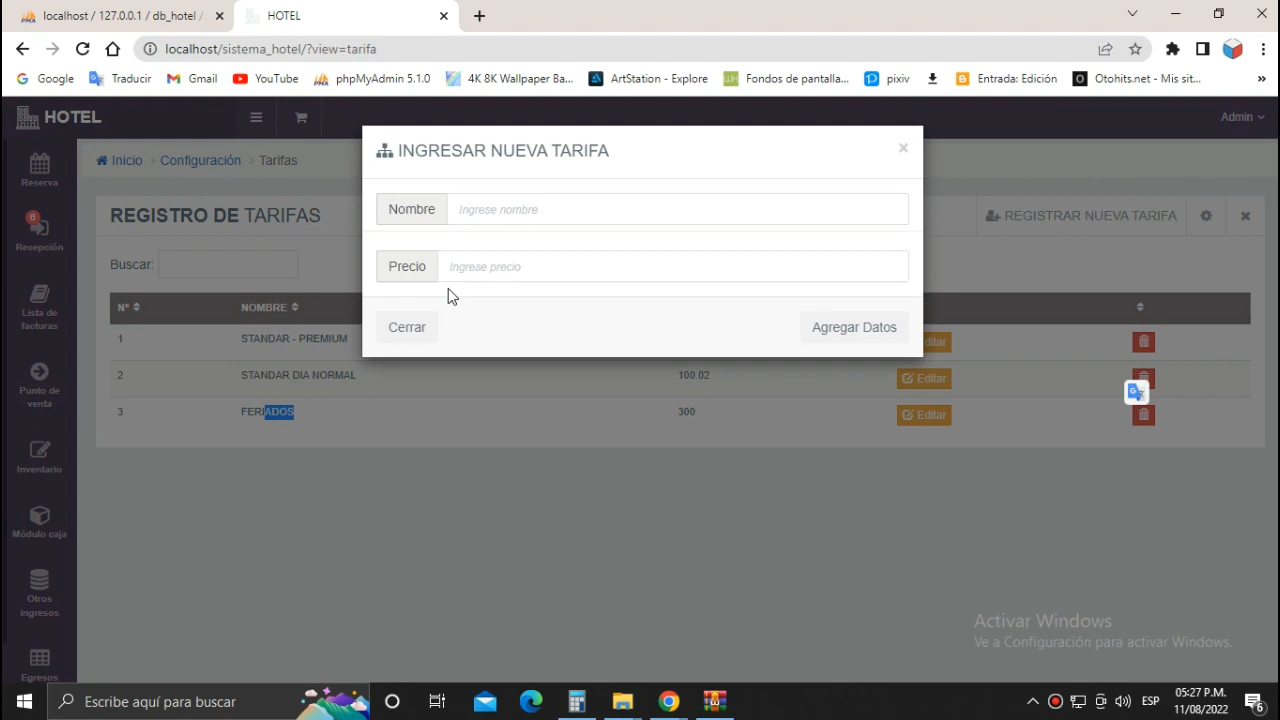 localhost / 127.0.0.1 / db_hotel /
HOTEL
localhost/sistema_hotel/?view=tarifa
Google Traducir Gmail YouTube phpMyAdmin 5.1.0 4K 8K Wallpaper Ba... ArtStation - Explore Fondos de pantalla... pixiv Entrada: Edición Otohits.net - Mis sit... »
HOTEL
Admin
Inicio > Configuración > Tarifas
REGISTRO DE TARIFAS
REGISTRAR NUEVA TARIFA
Buscar:
Nº NOMBRE
1 STANDAR - PREMIUM Editar
2 STANDAR DIA NORMAL 100.02 Editar
3 FERIADOS 300 Editar
INGRESAR NUEVA TARIFA
×
Nombre Ingrese nombre
Precio Ingrese precio
Cerrar Agregar Datos
Reserva
6
Recepción
Lista de
facturas
Punto de
venta
Inventario
Módulo caja
Otros
ingresos
Egresos
Activar Windows
Ve a Configuración para activar Windows.
Escribe aquí para buscar
ESP
05:27 P.M.
11/08/2022
6